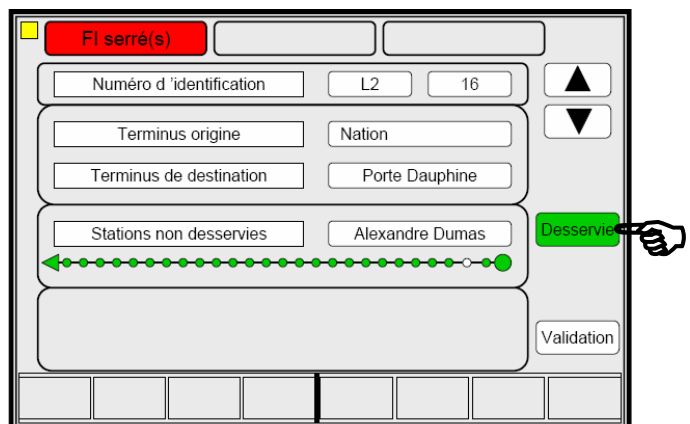 FI serré(s)
Numéro d 'identification L2 16
Terminus origine Nation
Terminus de destination Porte Dauphine
Stations non desservies Alexandre Dumas Desservie
Validation